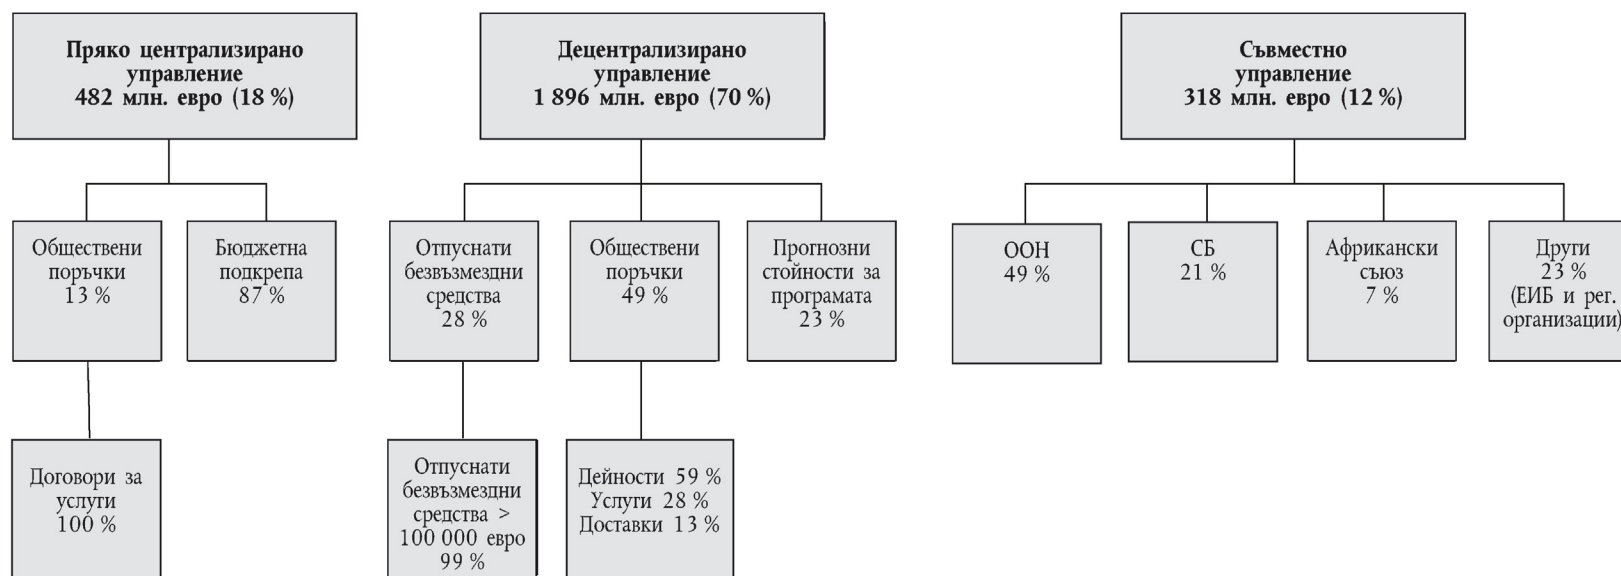 Пряко централизирано
управление
482 млн. евро (18 %)
Децентрализирано
управление
1 896 млн. евро (70 %)
Съвместно
управление
318 млн. евро (12 %)
Обществени
поръчки
13 %
Бюджетна
подкрепа
87 %
Отпуснати
безвъзмездни
средства
28 %
Обществени
поръчки
49 %
Прогнозни
стойности за
програмата
23 %
ООН
49 %
СБ
21 %
Африкански
съюз
7 %
Други
23 %
(ЕИБ и рег.
организации)
Договори за
услуги
100 %
Отпуснати
безвъзмездни
средства >
100 000 евро
99 %
Дейности 59 %
Услуги 28 %
Доставки 13 %